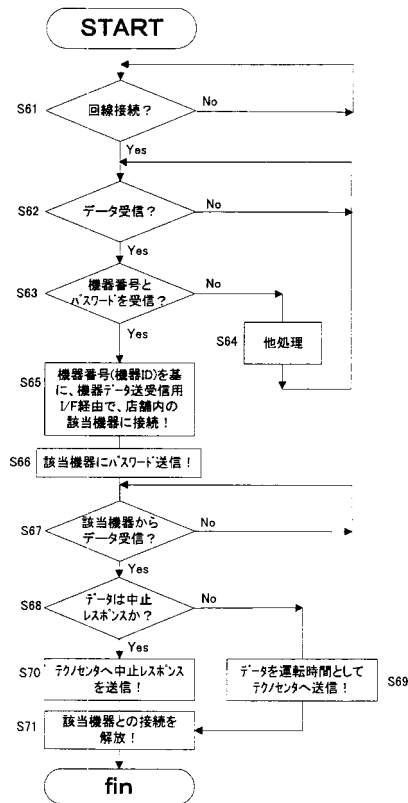 START
S61
回線接続？
No
Yes
S62
データ受信？
No
Yes
S63
機器番号と
パスワードを受信？
No
Yes
S64
他処理
S65
機器番号(機器ID)を基
に、機器データ送受信用
I/F経由で、店舗内の
該当機器に接続！
S66
該当機器にパスワード送信！
S67
該当機器から
データ受信？
No
Yes
S68
データは中止
レスポンスか？
No
Yes
S70
テクノセンタへ中止レスポンス
を送信！
データを運転時間として
テクノセンタへ送信！
S69
S71
該当機器との接続を
解放！
fin